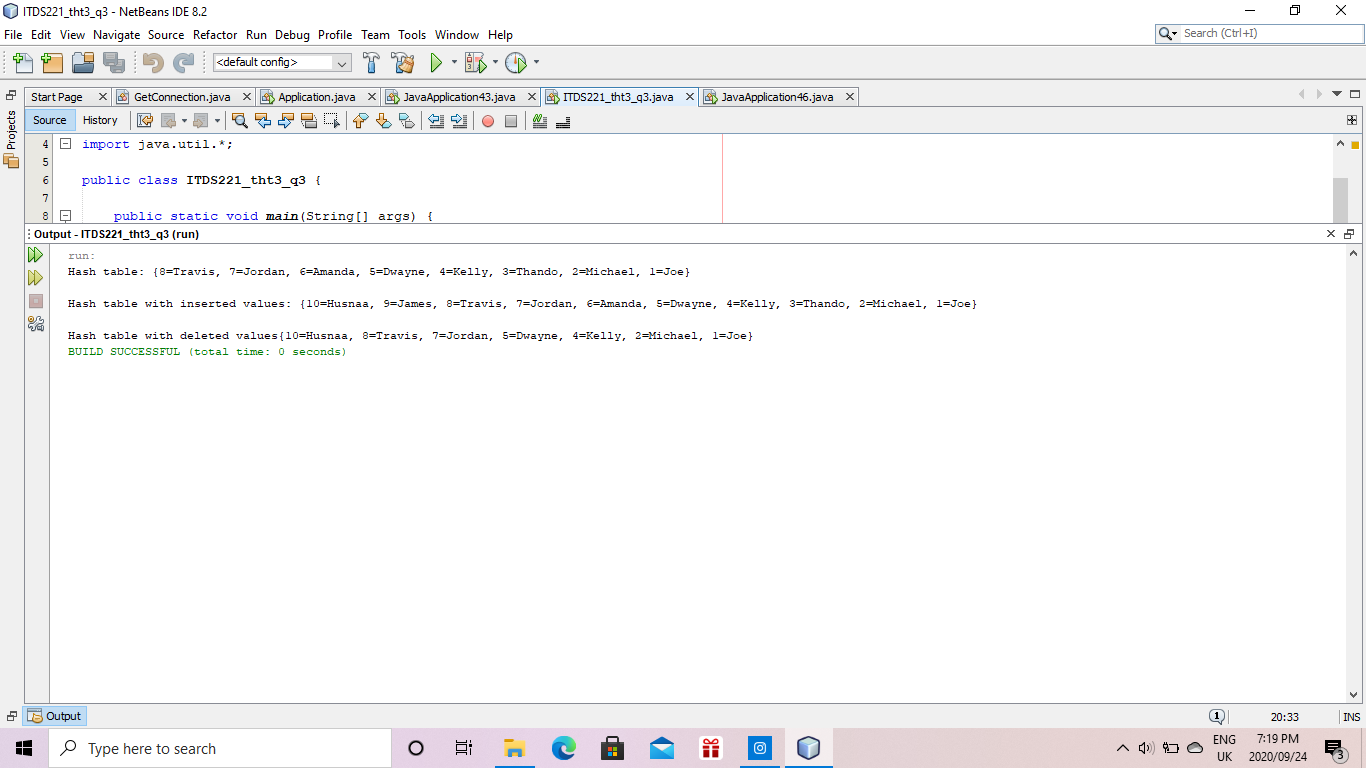 ITDS221_tht3_q3 - NetBeans IDE 8.2
File Edit View Navigate Source Refactor Run Debug Profile Team Tools Window Help
Search (Ctrl+I)
<default config>
Start Page GetConnection.java Application.java JavaApplication43.java ITDS221_tht3_q3.java JavaApplication46.java
Projects
Source History
4 import java.util.*;
5
6 public class ITDS221_tht3_q3 {
7
8 public static void main(String[] args) {
Output - ITDS221_tht3_q3 (run)
run:
Hash table: {8=Travis, 7=Jordan, 6=Amanda, 5=Dwayne, 4=Kelly, 3=Thando, 2=Michael, 1=Joe}
Hash table with inserted values: {10=Husnaa, 9=James, 8=Travis, 7=Jordan, 6=Amanda, 5=Dwayne, 4=Kelly, 3=Thando, 2=Michael, 1=Joe}
Hash table with deleted values{10=Husnaa, 8=Travis, 7=Jordan, 5=Dwayne, 4=Kelly, 2=Michael, 1=Joe}
BUILD SUCCESSFUL (total time: 0 seconds)
Output
1 20:33 INS
Type here to search
ENG 7:19 PM
UK 2020/09/24 3